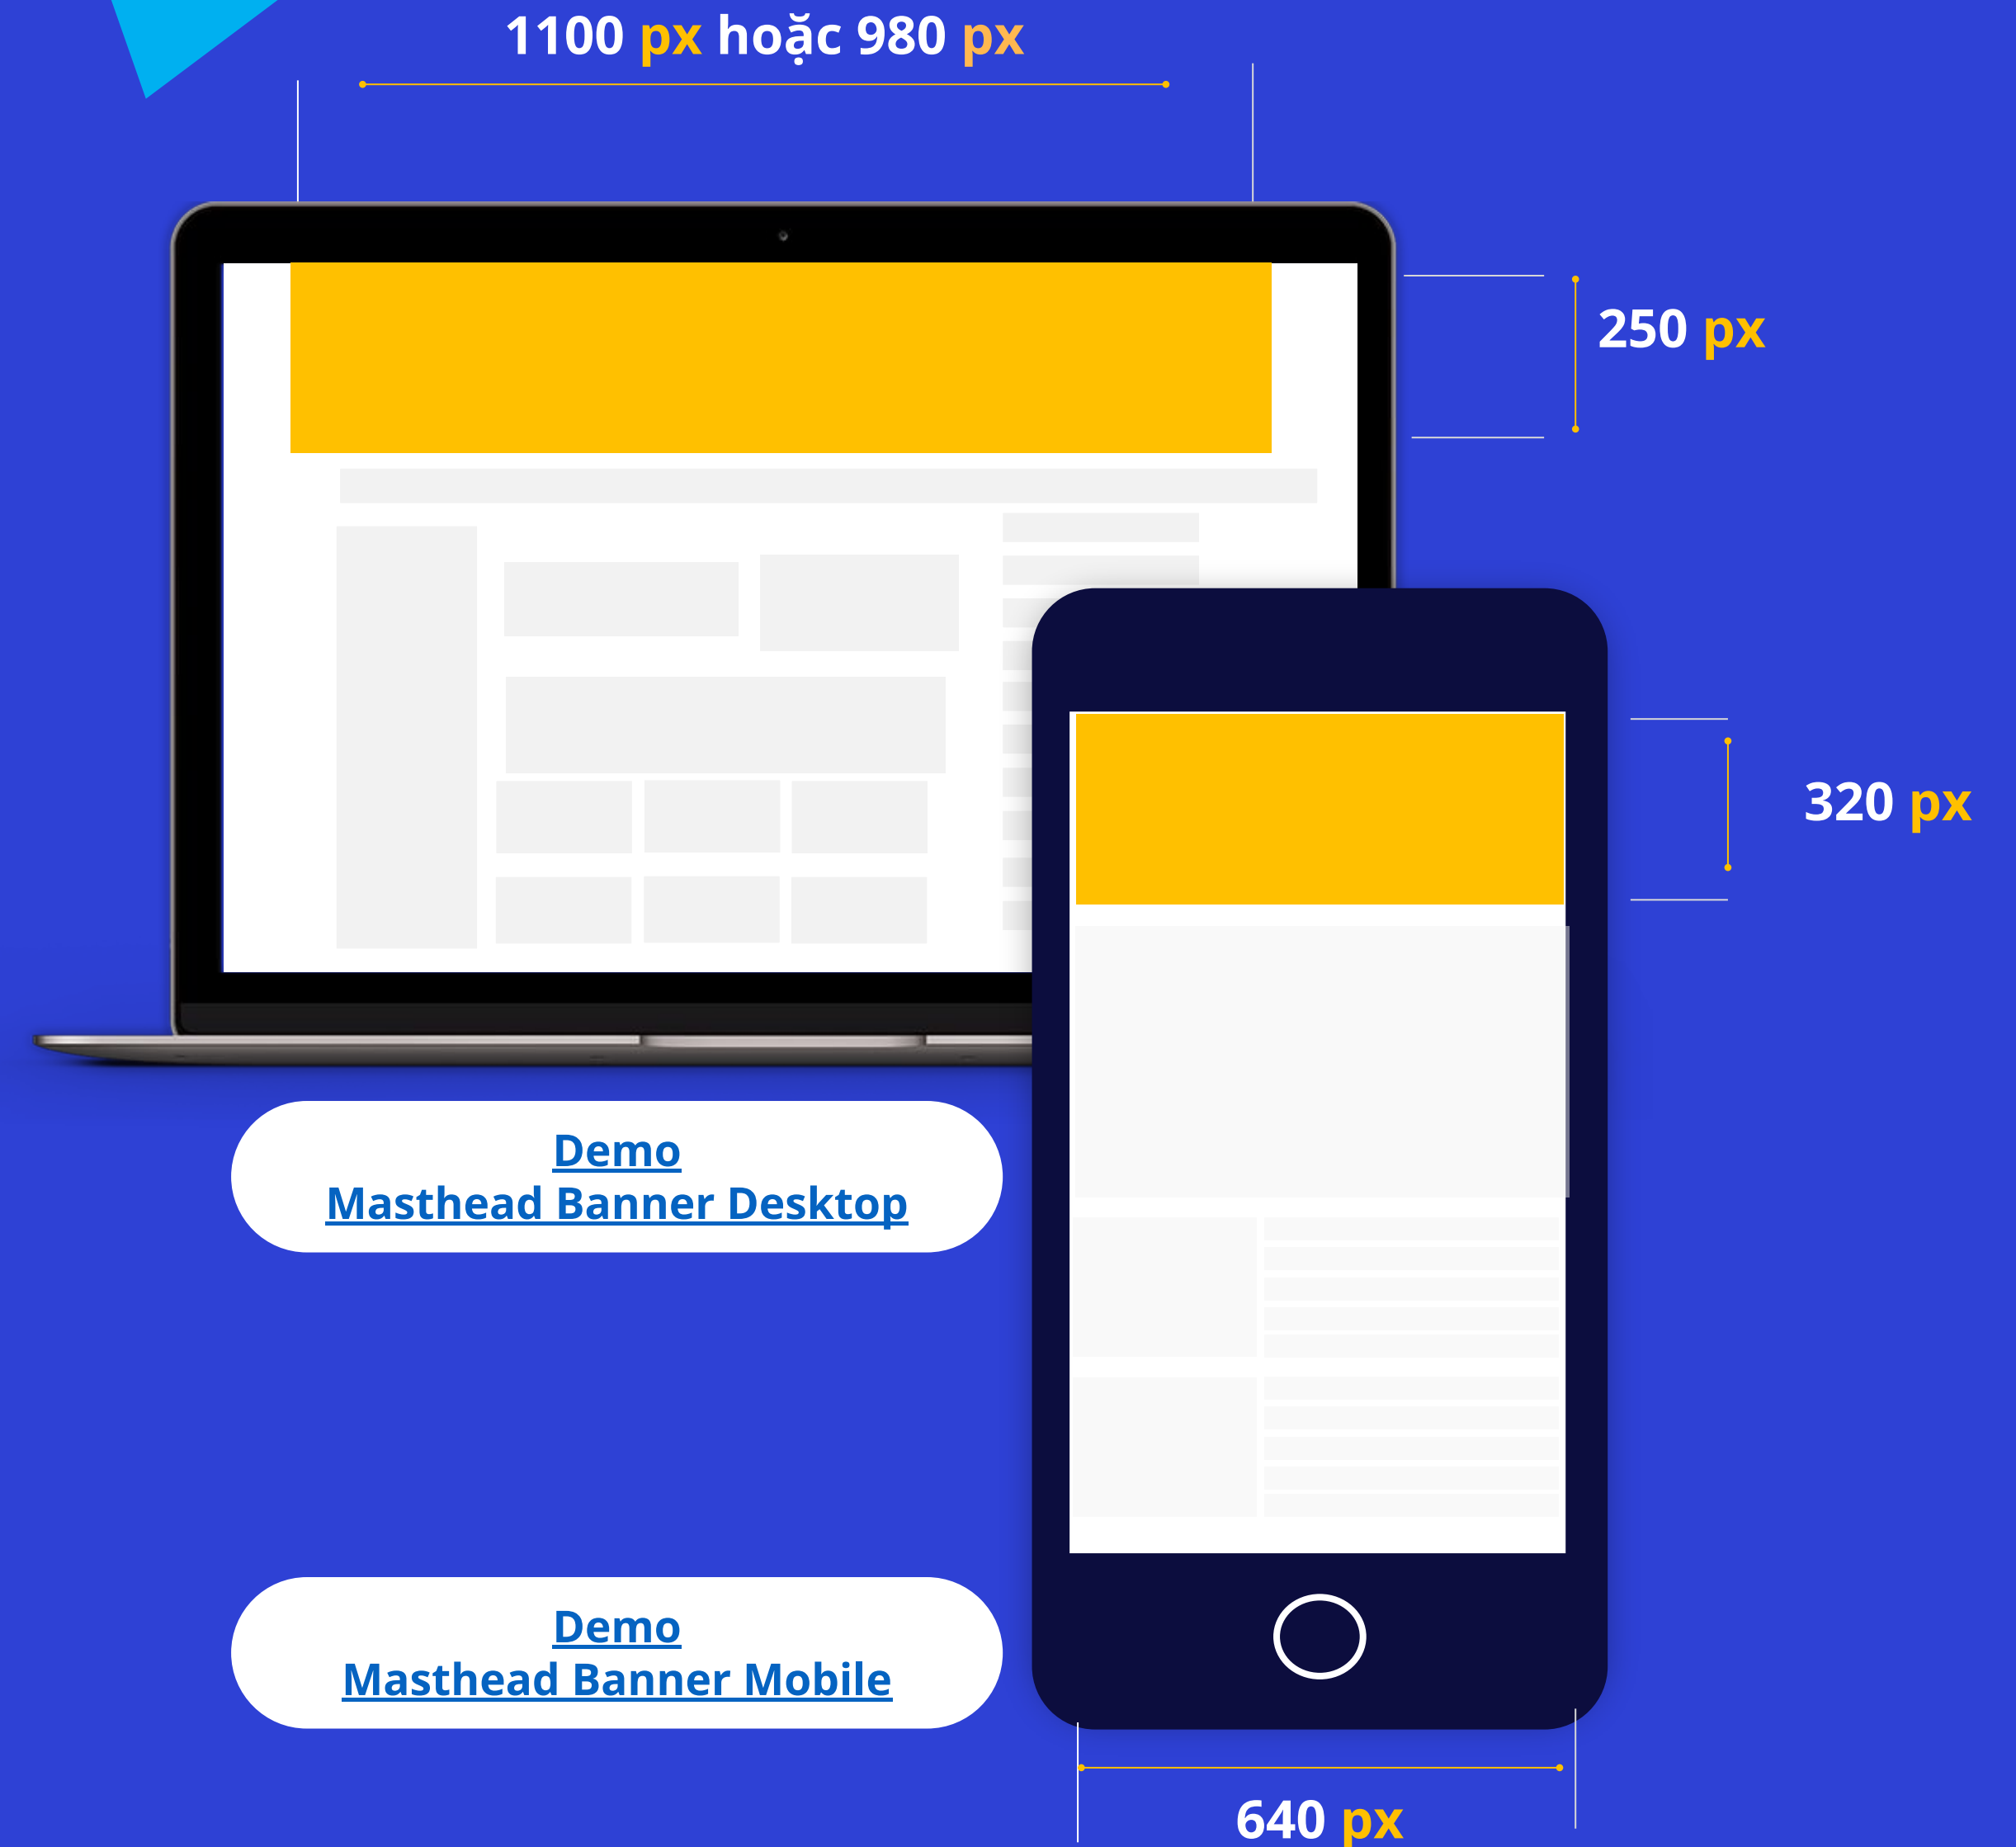 1100 px hoặc 980 px
250 px
320 px
Demo
Masthead Banner Desktop
Demo
Masthead Banner Mobile
640 px